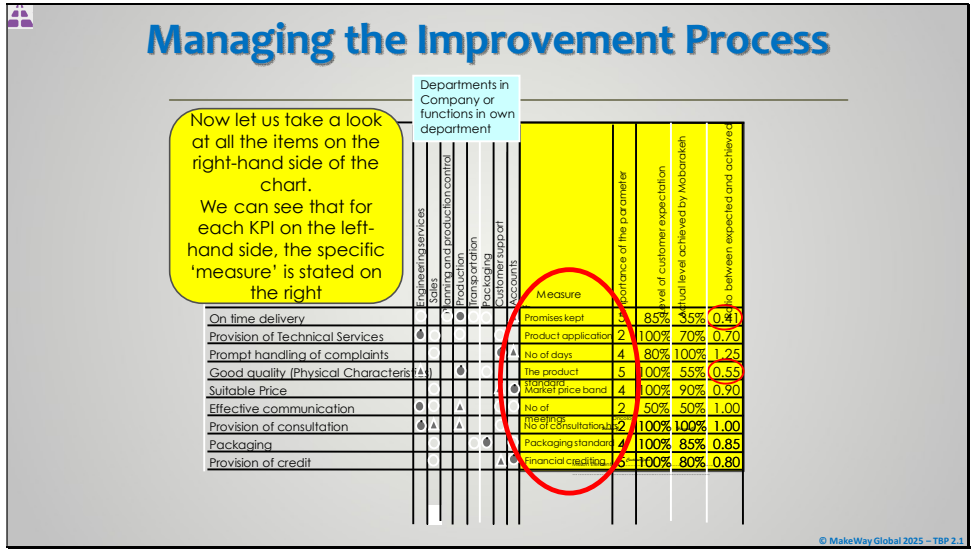 Managing the Improvement Process
Departments in
Company or
functions in own
department
Now let us take a look
at all the items on the
right-hand side of the
chart.
We can see that for
each KPI on the left-
hand side, the specific
‘measure’ is stated on
the right
Engineering services
Sales
Planning and production control
Production
Transportation
Packaging
Customer support
Accounts
Measure
Importance of the parameter
Level of customer expectation
Actual level achieved by Mobarakeh
Ratio between expected and achieved
On time delivery Promises kept 5 85% 35% 0.41
Provision of Technical Services Product application 2 100% 70% 0.70
Prompt handling of complaints No of days 4 80% 100% 1.25
Good quality (Physical Characteristics) The product standard 5 100% 55% 0.55
Suitable Price Market price band 4 100% 90% 0.90
Effective communication No of meetings 2 50% 50% 1.00
Provision of consultation No of consultation hrs 2 100% 100% 1.00
Packaging Packaging standard 4 100% 85% 0.85
Provision of credit Financial crediting 5 100% 80% 0.80
© MakeWay Global 2025 – TBP 2.1